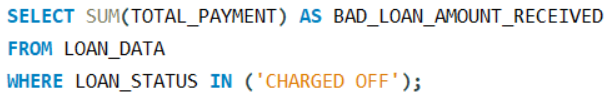 SELECT SUM(TOTAL_PAYMENT) AS BAD_LOAN_AMOUNT_RECEIVED
FROM LOAN_DATA
WHERE LOAN_STATUS IN ('CHARGED OFF');